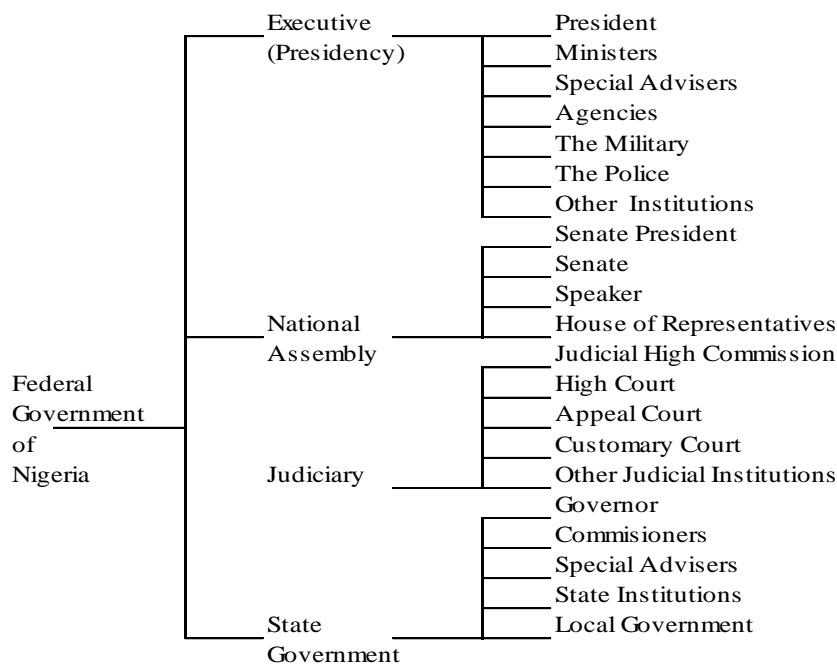 Executive
(Presidency)
President
Ministers
Special Advisers
Agencies
The Military
The Police
Other Institutions
National
Assembly
Senate President
Senate
Speaker
House of Representatives
Federal
Government
of
Nigeria
Judiciary
Judicial High Commission
High Court
Appeal Court
Customary Court
Other Judicial Institutions
State
Government
Governor
Commisioners
Special Advisers
State Institutions
Local Government